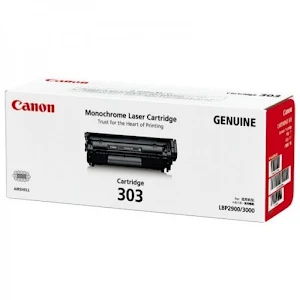 Canon
Monochrome Laser Cartridge
Trust for the Heart of Printing
GENUINE
Cartridge
303
LBP2900/3000